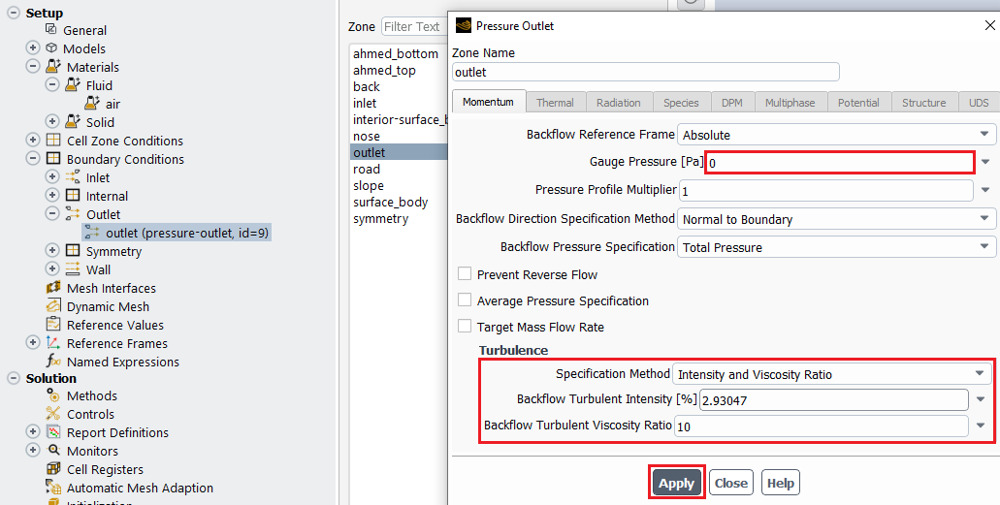 Setup
General
Models
Materials
Fluid
air
Solid
Cell Zone Conditions
Boundary Conditions
Inlet
Internal
Outlet
outlet (pressure-outlet, id=9)
Symmetry
Wall
Mesh Interfaces
Dynamic Mesh
Reference Values
Reference Frames
Named Expressions
Solution
Methods
Controls
Report Definitions
Monitors
Cell Registers
Automatic Mesh Adaption
Initialization
Zone Filter Text
ahmed_bottom
ahmed_top
back
inlet
interior-surface_b
nose
outlet
road
slope
surface_body
symmetry
Pressure Outlet
Zone Name
outlet
Momentum Thermal Radiation Species DPM Multiphase Potential Structure UDS
Backflow Reference Frame Absolute
Gauge Pressure [Pa] 0
Pressure Profile Multiplier 1
Backflow Direction Specification Method Normal to Boundary
Backflow Pressure Specification Total Pressure
Prevent Reverse Flow
Average Pressure Specification
Target Mass Flow Rate
Turbulence
Specification Method Intensity and Viscosity Ratio
Backflow Turbulent Intensity [%] 2.93047
Backflow Turbulent Viscosity Ratio 10
Apply Close Help